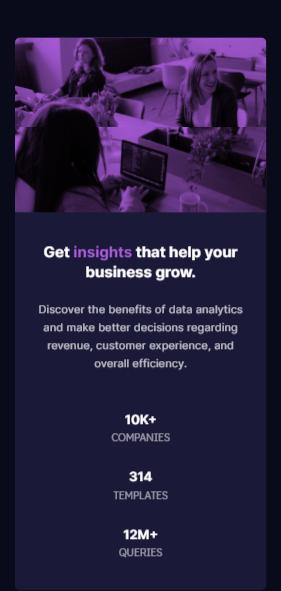 Get insights that help your
business grow.
Discover the benefits of data analytics
and make better decisions regarding
revenue, customer experience, and
overall efficiency.
10K+
COMPANIES
314
TEMPLATES
12M+
QUERIES